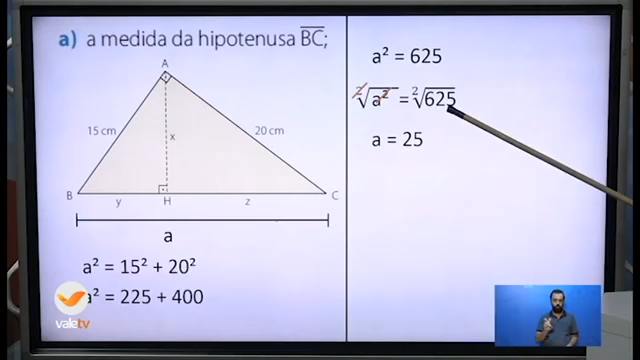 a) a medida da hipotenusa BC;
A
15 cm
20 cm
x
B
y
H
z
C
a
a² = 15² + 20²
a² = 225 + 400
a² = 625
²√a² = ²√625
a = 25
valetv